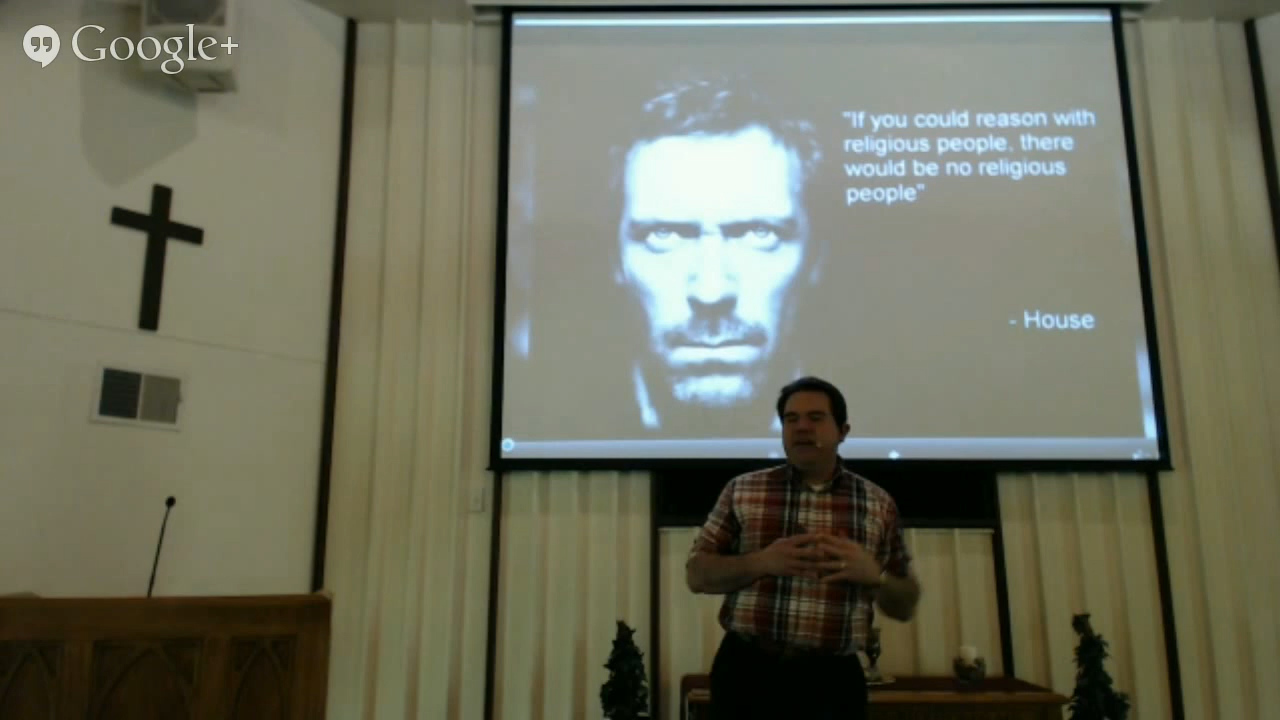 Google+
"If you could reason with
religious people, there
would be no religious
people"
- House